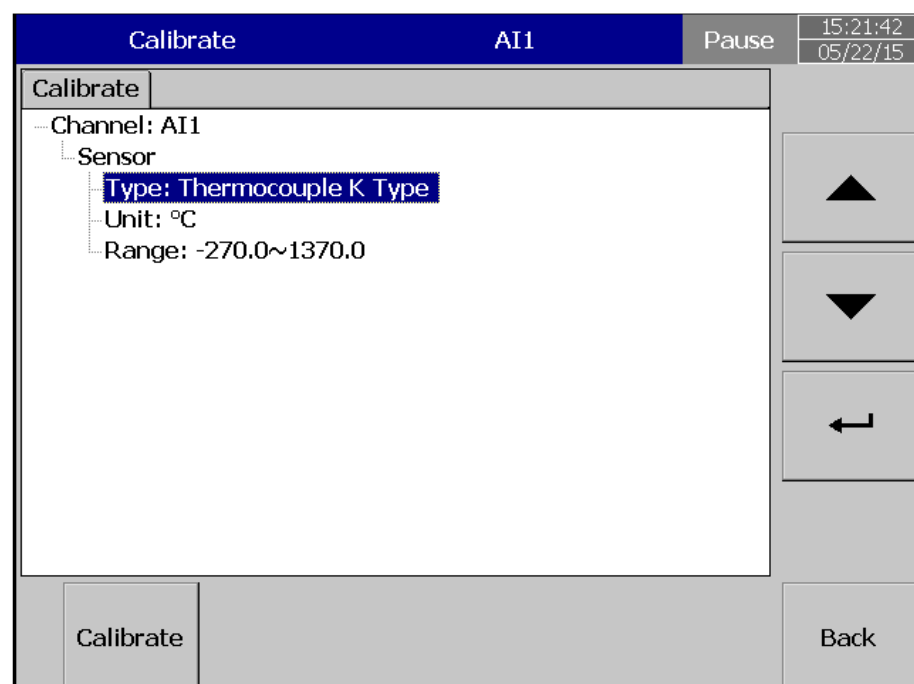 Calibrate AI1 Pause 15:21:42
05/22/15
Calibrate
Channel: AI1
Sensor
Type: Thermocouple K Type
Unit: °C
Range: -270.0~1370.0
Calibrate Back